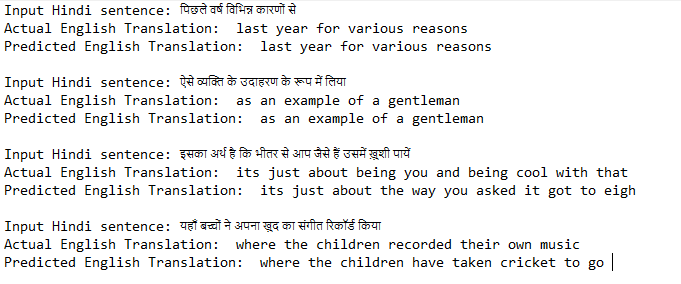 Input Hindi sentence: पिछले वर्ष विभिन्न कारणों से
Actual English Translation: last year for various reasons
Predicted English Translation: last year for various reasons
Input Hindi sentence: ऐसे व्यक्ति के उदाहरण के रूप में लिया
Actual English Translation: as an example of a gentleman
Predicted English Translation: as an example of a gentleman
Input Hindi sentence: इसका अर्थ है कि भीतर से आप जैसे हैं उसमें ख़ुशी पायें
Actual English Translation: its just about being you and being cool with that
Predicted English Translation: its just about the way you asked it got to eigh
Input Hindi sentence: यहाँ बच्चों ने अपना खूद का संगीत रिकॉर्ड किया
Actual English Translation: where the children recorded their own music
Predicted English Translation: where the children have taken cricket to go